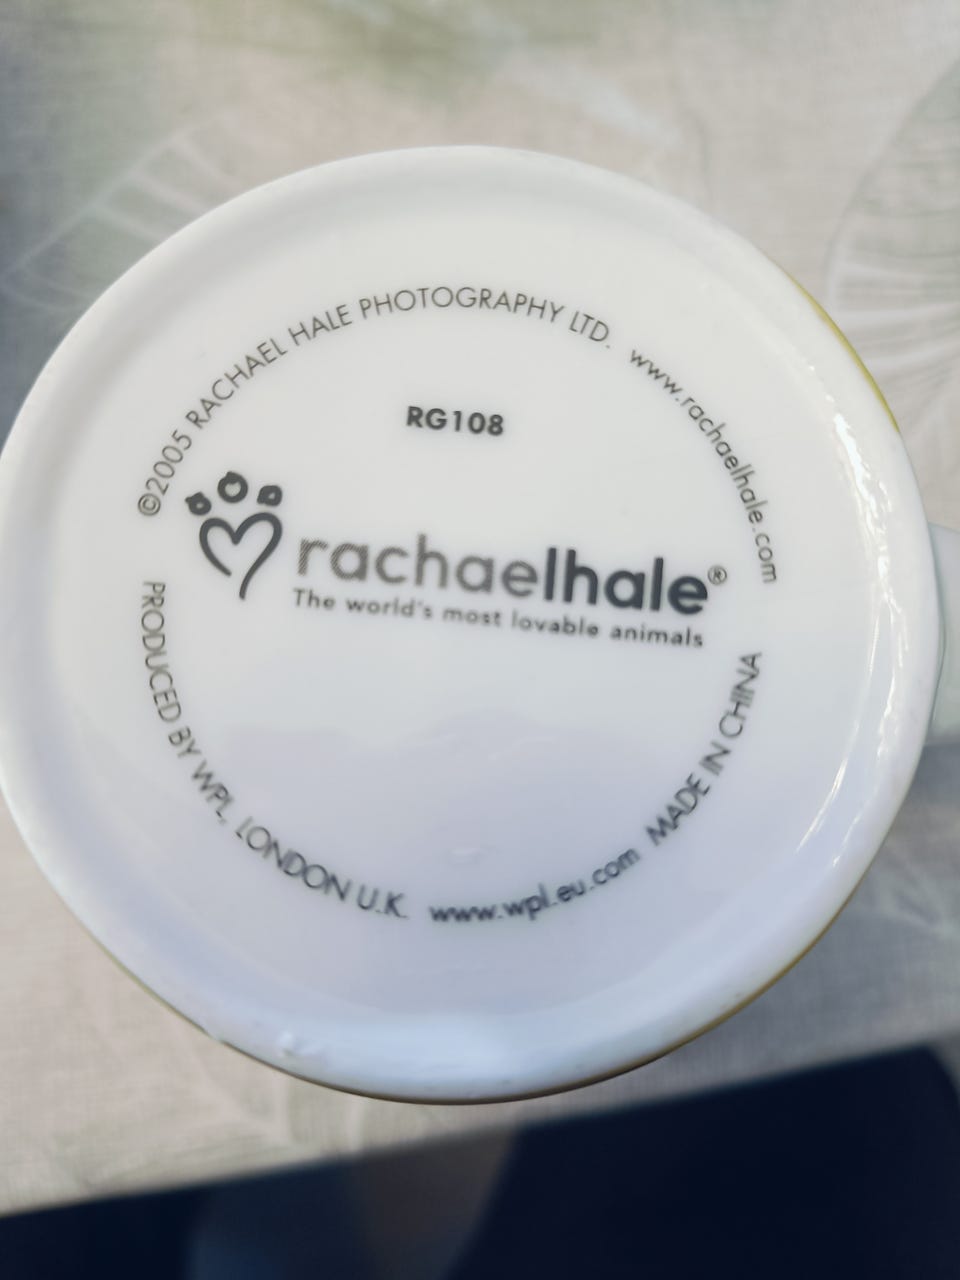 ©2005 RACHAEL HALE PHOTOGRAPHY LTD. www.rachaelhale.com
RG108
rachaelhale®
The world's most lovable animals
PRODUCED BY WPL, LONDON U.K. www.wpl.eu.com MADE IN CHINA